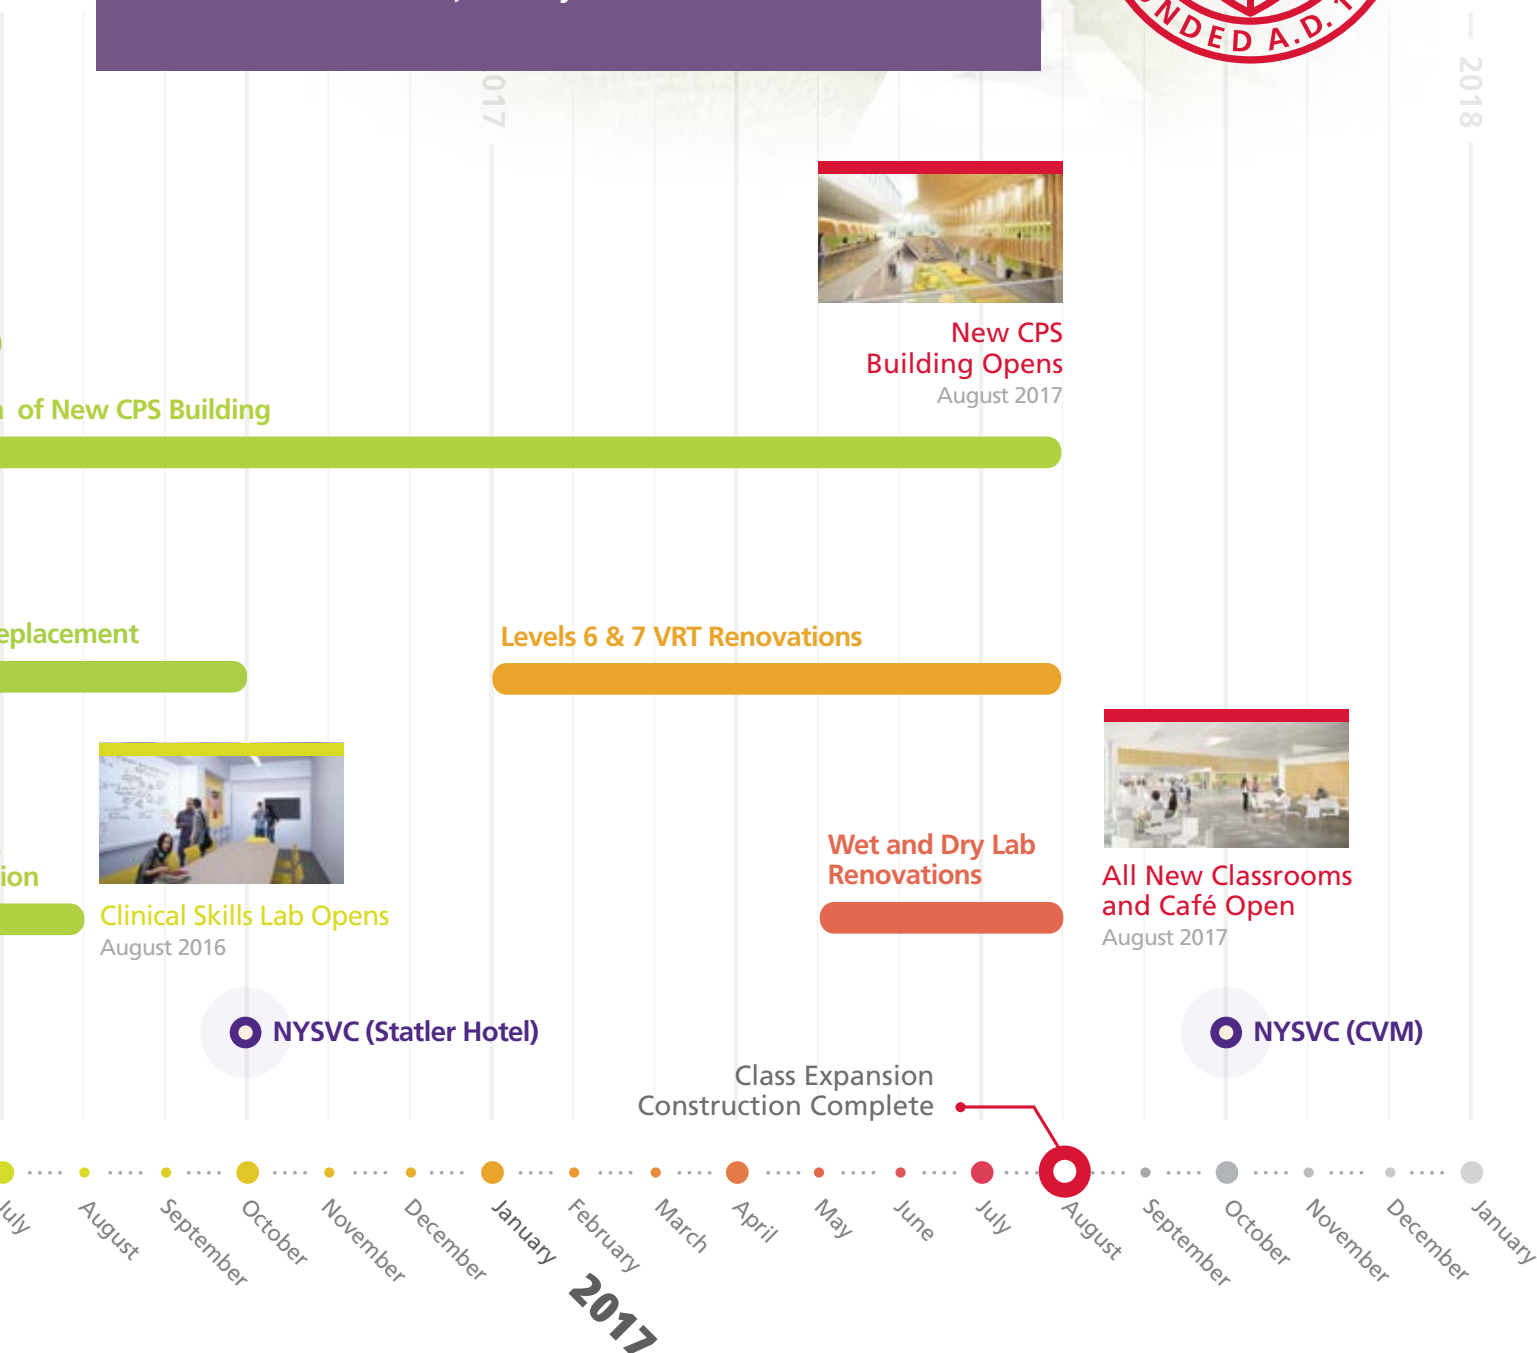 NDED A.D.
2018
New CPS
Building Opens
August 2017
of New CPS Building
Levels 6 & 7 VRT Renovations
Wet and Dry Lab
Renovations
Clinical Skills Lab Opens
August 2016
All New Classrooms
and Café Open
August 2017
NYSVC (Statler Hotel)
NYSVC (CVM)
Class Expansion
Construction Complete
July
August
September
October
November
December
January
February
March
April
May
June
July
August
September
October
November
December
January
2017